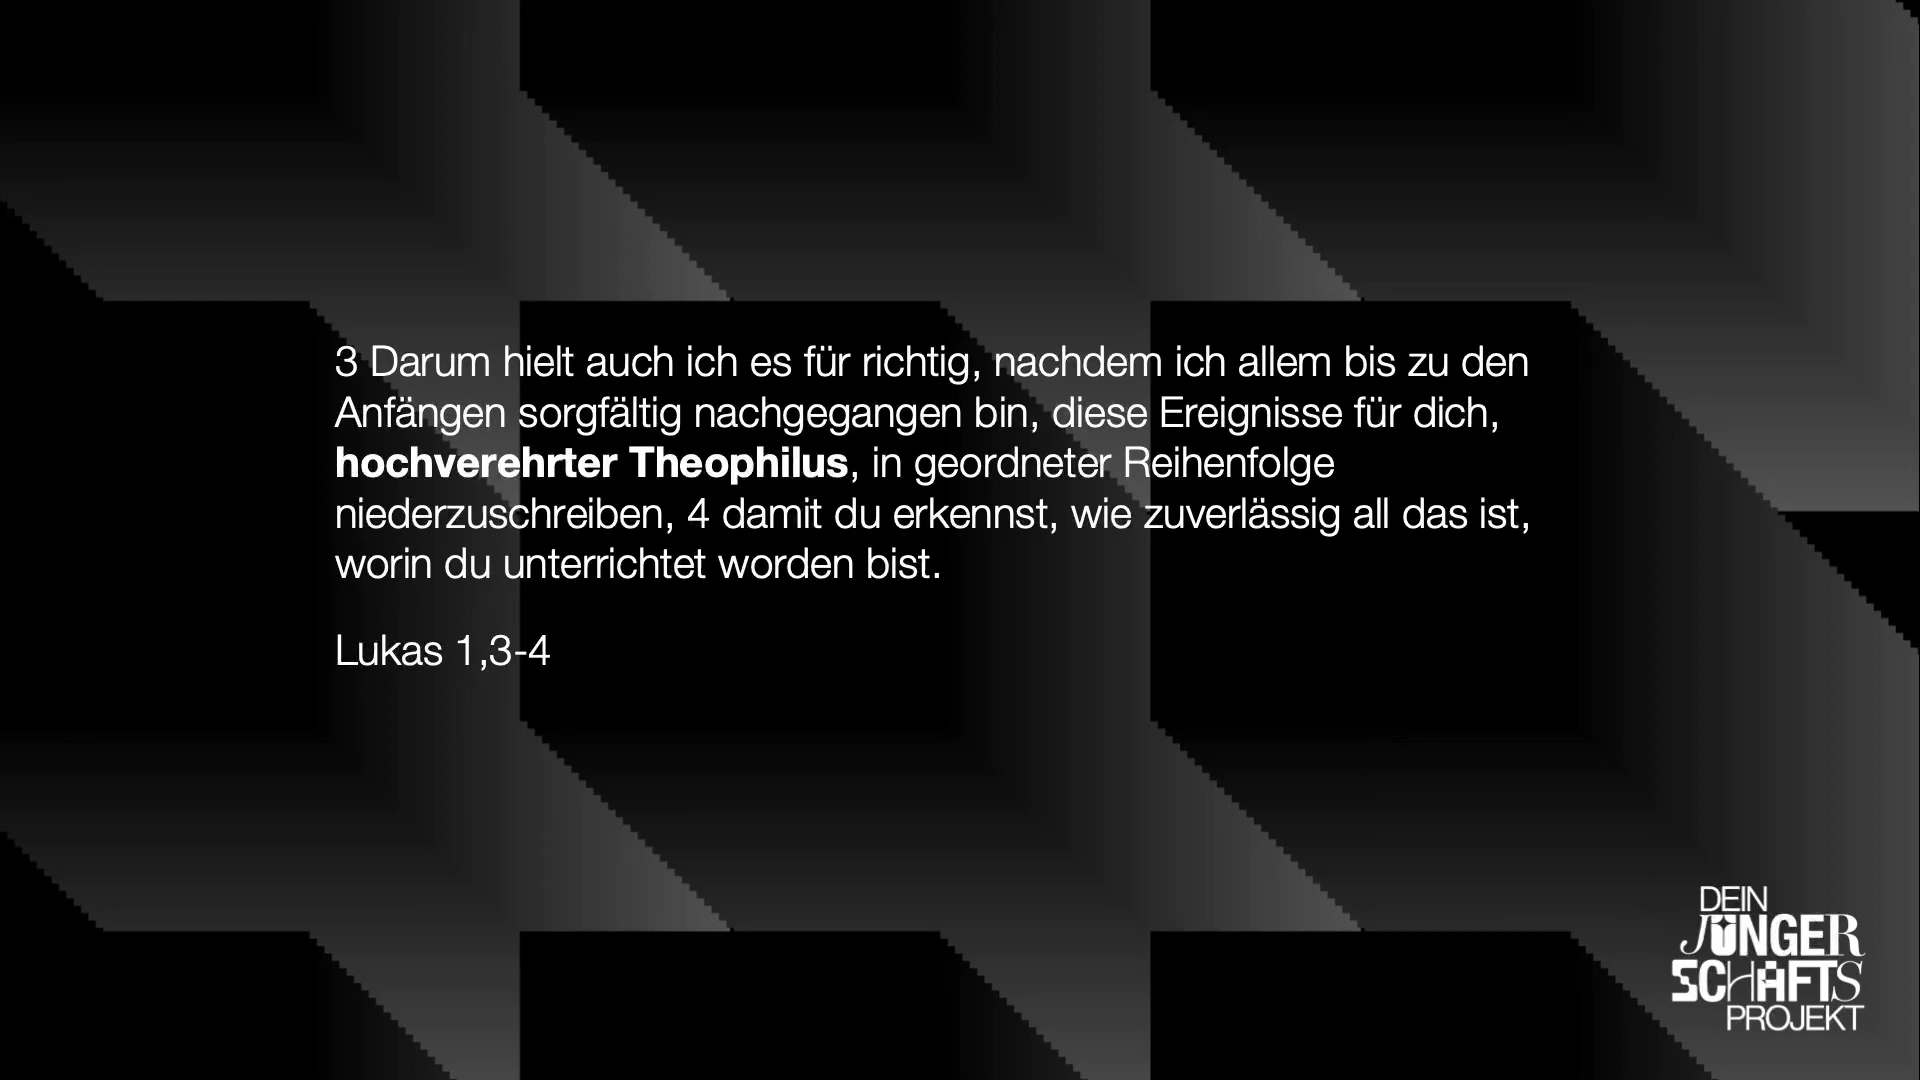 3 Darum hielt auch ich es für richtig, nachdem ich allem bis zu den
Anfängen sorgfältig nachgegangen bin, diese Ereignisse für dich,
hochverehrter Theophilus, in geordneter Reihenfolge
niederzuschreiben, 4 damit du erkennst, wie zuverlässig all das ist,
worin du unterrichtet worden bist.
Lukas 1,3-4
DEIN
JÜNGER
SCHAFTS
PROJEKT